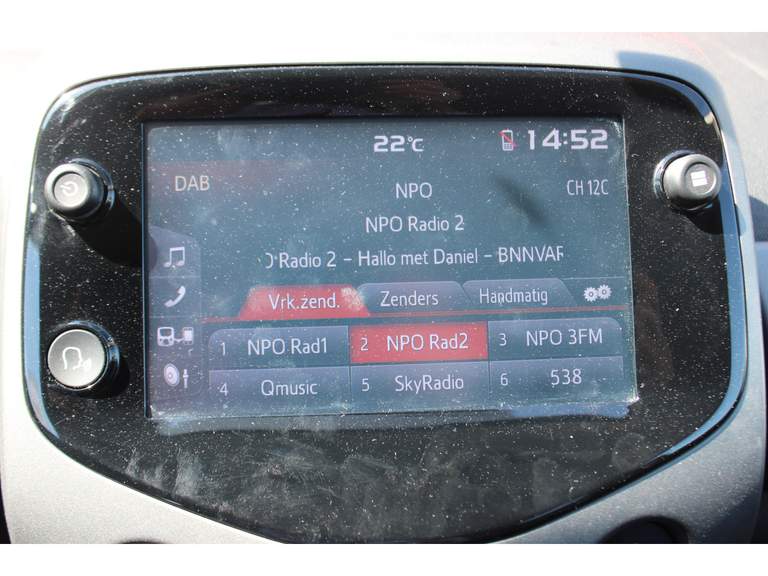 22°C 14:52
DAB NPO CH 12C
NPO Radio 2
O Radio 2 - Hallo met Daniel - BNNVAR
Vrk.zend. Zenders Handmatig
1 NPO Rad1 2 NPO Rad2 3 NPO 3FM
4 Qmusic 5 SkyRadio 6 538